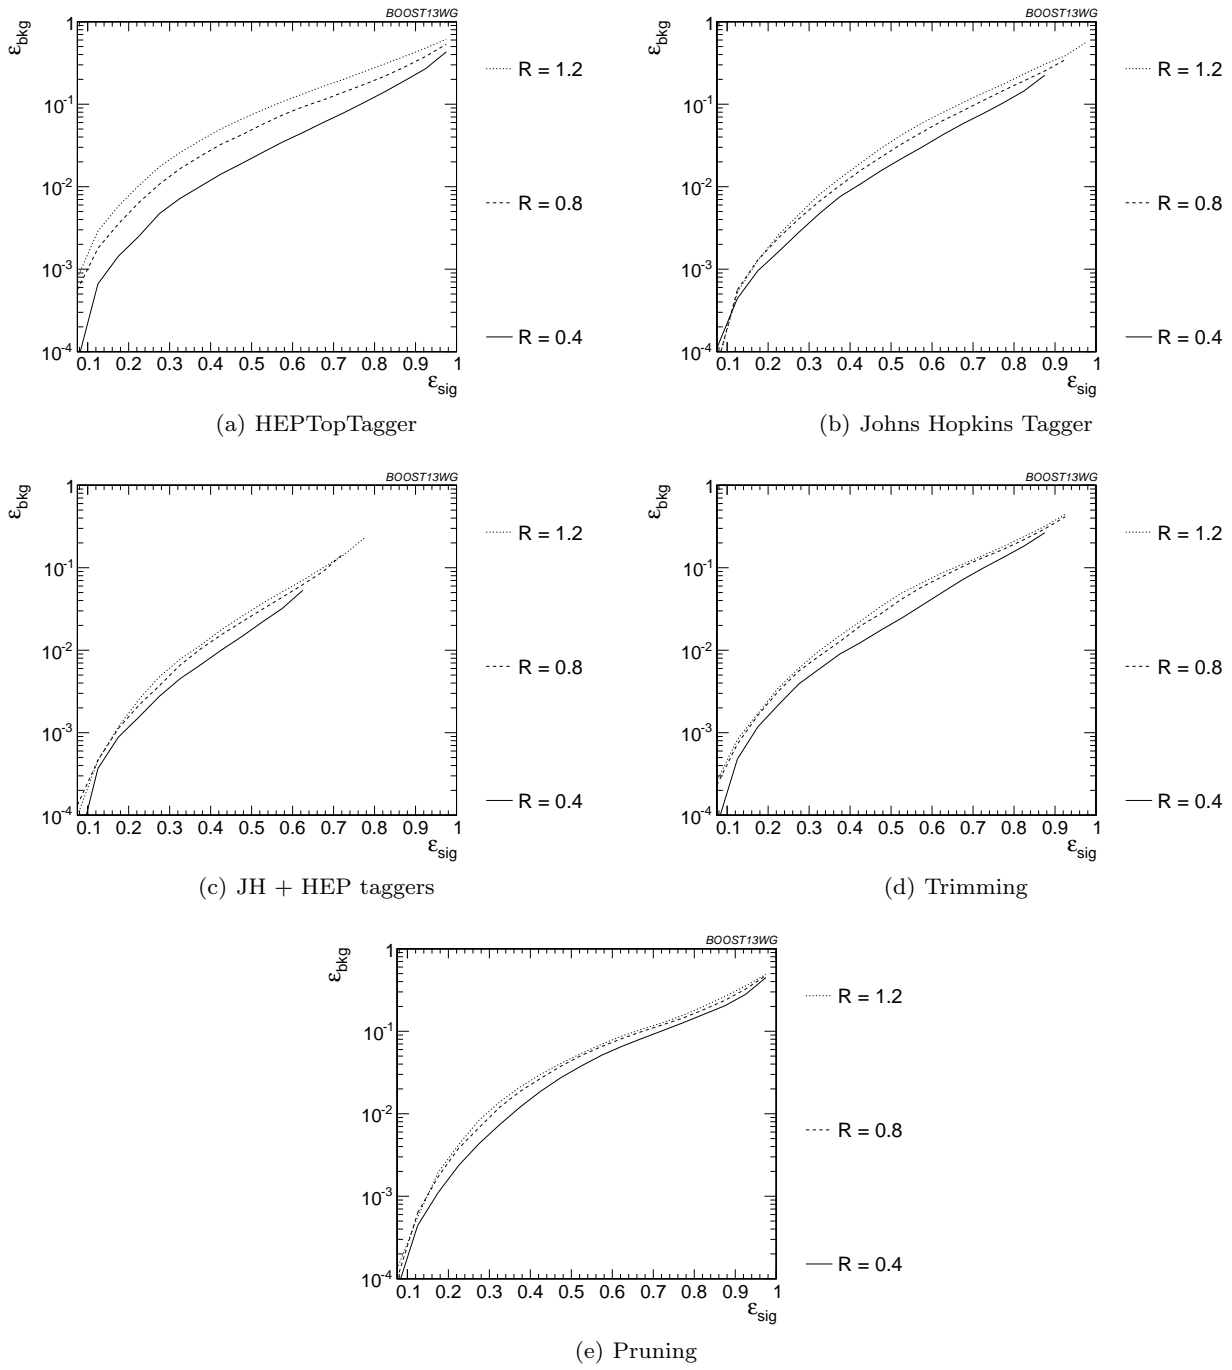 BOOST13WG
ε_bkg
1
10^-1
10^-2
10^-3
10^-4
0.1 0.2 0.3 0.4 0.5 0.6 0.7 0.8 0.9 1
ε_sig
R = 1.2
R = 0.8
R = 0.4
(a) HEPTopTagger
BOOST13WG
ε_bkg
1
10^-1
10^-2
10^-3
10^-4
0.1 0.2 0.3 0.4 0.5 0.6 0.7 0.8 0.9 1
ε_sig
R = 1.2
R = 0.8
R = 0.4
(b) Johns Hopkins Tagger
BOOST13WG
ε_bkg
1
10^-1
10^-2
10^-3
10^-4
0.1 0.2 0.3 0.4 0.5 0.6 0.7 0.8 0.9 1
ε_sig
R = 1.2
R = 0.8
R = 0.4
(c) JH + HEP taggers
BOOST13WG
ε_bkg
1
10^-1
10^-2
10^-3
10^-4
0.1 0.2 0.3 0.4 0.5 0.6 0.7 0.8 0.9 1
ε_sig
R = 1.2
R = 0.8
R = 0.4
(d) Trimming
BOOST13WG
ε_bkg
1
10^-1
10^-2
10^-3
10^-4
0.1 0.2 0.3 0.4 0.5 0.6 0.7 0.8 0.9 1
ε_sig
R = 1.2
R = 0.8
R = 0.4
(e) Pruning